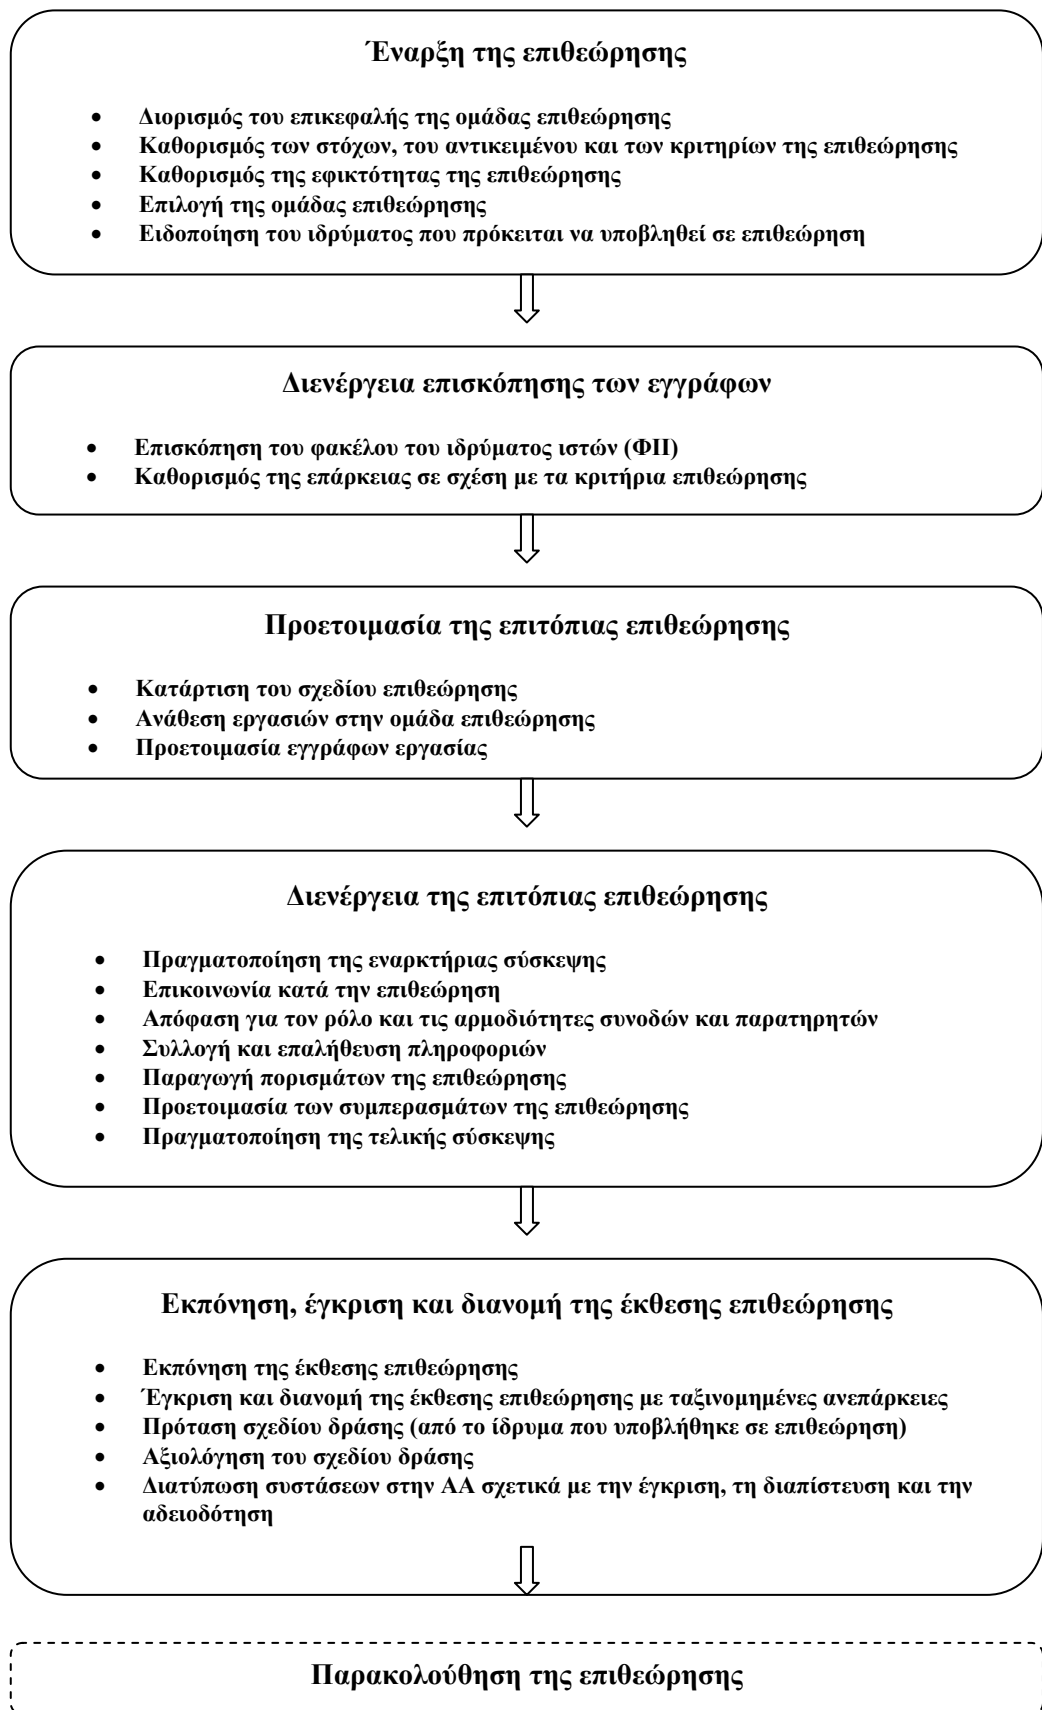 Έναρξη της επιθεώρησης
• Διορισμός του επικεφαλής της ομάδας επιθεώρησης
• Καθορισμός των στόχων, του αντικειμένου και των κριτηρίων της επιθεώρησης
• Καθορισμός της εφικτότητας της επιθεώρησης
• Επιλογή της ομάδας επιθεώρησης
• Ειδοποίηση του ιδρύματος που πρόκειται να υποβληθεί σε επιθεώρηση
Διενέργεια επισκόπησης των εγγράφων
• Επισκόπηση του φακέλου του ιδρύματος ιστών (ΦΙΙ)
• Καθορισμός της επάρκειας σε σχέση με τα κριτήρια επιθεώρησης
Προετοιμασία της επιτόπιας επιθεώρησης
• Κατάρτιση του σχεδίου επιθεώρησης
• Ανάθεση εργασιών στην ομάδα επιθεώρησης
• Προετοιμασία εγγράφων εργασίας
Διενέργεια της επιτόπιας επιθεώρησης
• Πραγματοποίηση της εναρκτήριας σύσκεψης
• Επικοινωνία κατά την επιθεώρηση
• Απόφαση για τον ρόλο και τις αρμοδιότητες συνοδών και παρατηρητών
• Συλλογή και επαλήθευση πληροφοριών
• Παραγωγή πορισμάτων της επιθεώρησης
• Προετοιμασία των συμπερασμάτων της επιθεώρησης
• Πραγματοποίηση της τελικής σύσκεψης
Εκπόνηση, έγκριση και διανομή της έκθεσης επιθεώρησης
• Εκπόνηση της έκθεσης επιθεώρησης
• Έγκριση και διανομή της έκθεσης επιθεώρησης με ταξινομημένες ανεπάρκειες
• Πρόταση σχεδίου δράσης (από το ίδρυμα που υποβλήθηκε σε επιθεώρηση)
• Αξιολόγηση του σχεδίου δράσης
• Διατύπωση συστάσεων στην ΑΑ σχετικά με την έγκριση, τη διαπίστευση και την
αδειοδότηση
Παρακολούθηση της επιθεώρησης